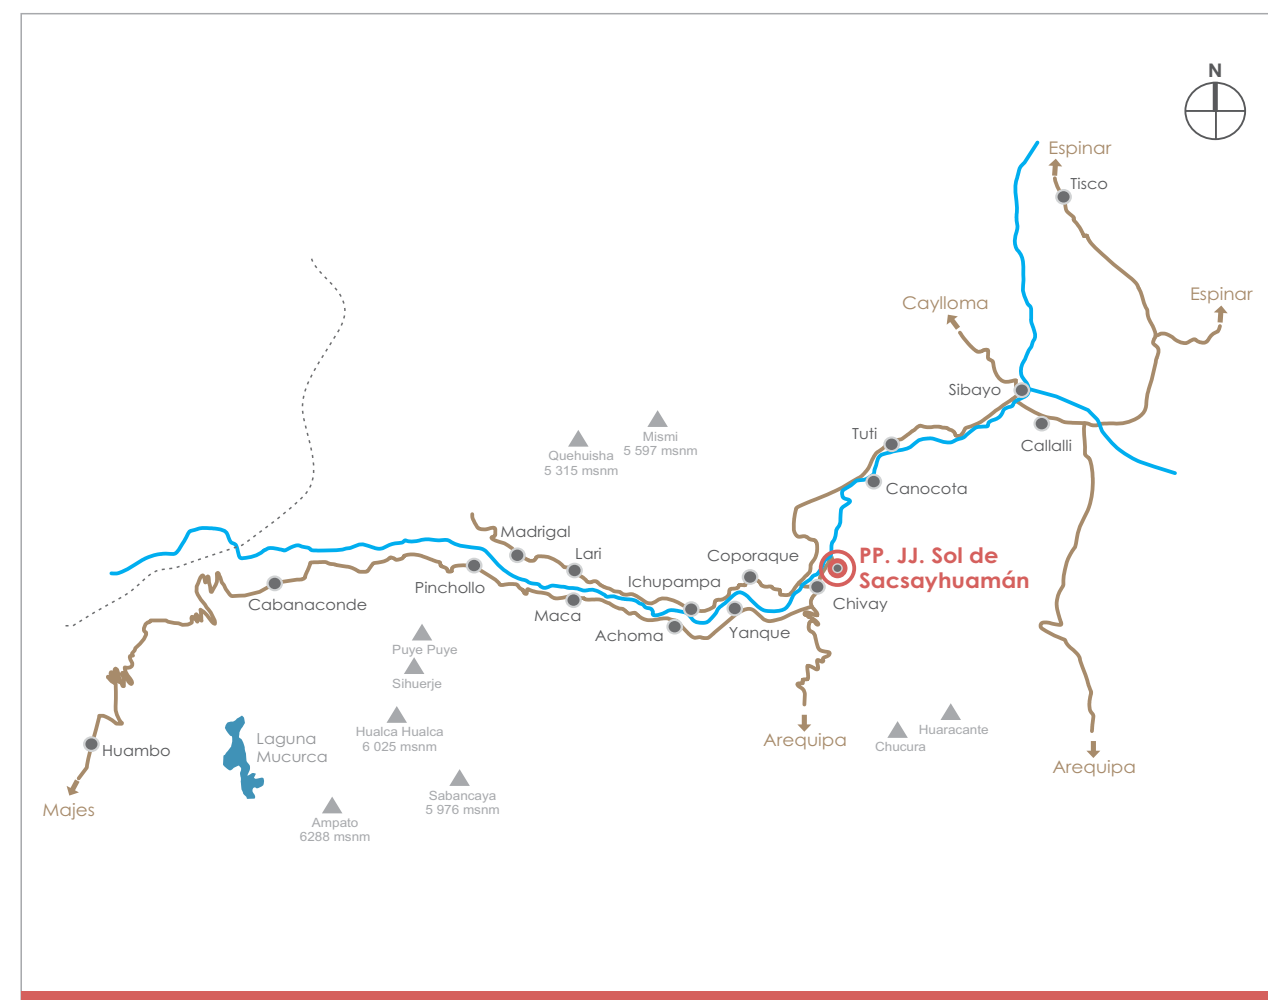 N
Espinar
Tisco
Espinar
Caylloma
Sibayo
Callalli
Tuti
Canocota
Mismi
5 597 msnm
Quehuisha
5 315 msnm
Madrigal
Lari
Coporaque
PP. JJ. Sol de
Sacsayhuamán
Ichupampa
Pinchollo
Chivay
Cabanaconde
Maca
Achoma
Yanque
Puye Puye
Sihuerje
Hualca Hualca
6 025 msnm
Huaracante
Chucura
Arequipa
Laguna
Mucurca
Huambo
Arequipa
Sabancaya
5 976 msnm
Majes
Ampato
6288 msnm